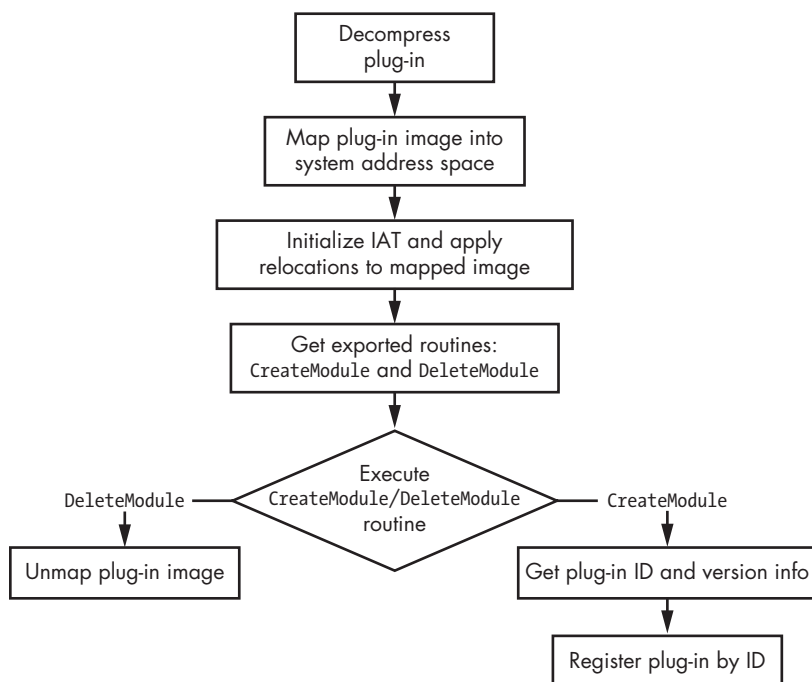 Decompress
plug-in
Map plug-in image into
system address space
Initialize IAT and apply
relocations to mapped image
Get exported routines:
CreateModule and DeleteModule
Execute
CreateModule/DeleteModule
routine
DeleteModule
CreateModule
Unmap plug-in image
Get plug-in ID and version info
Register plug-in by ID